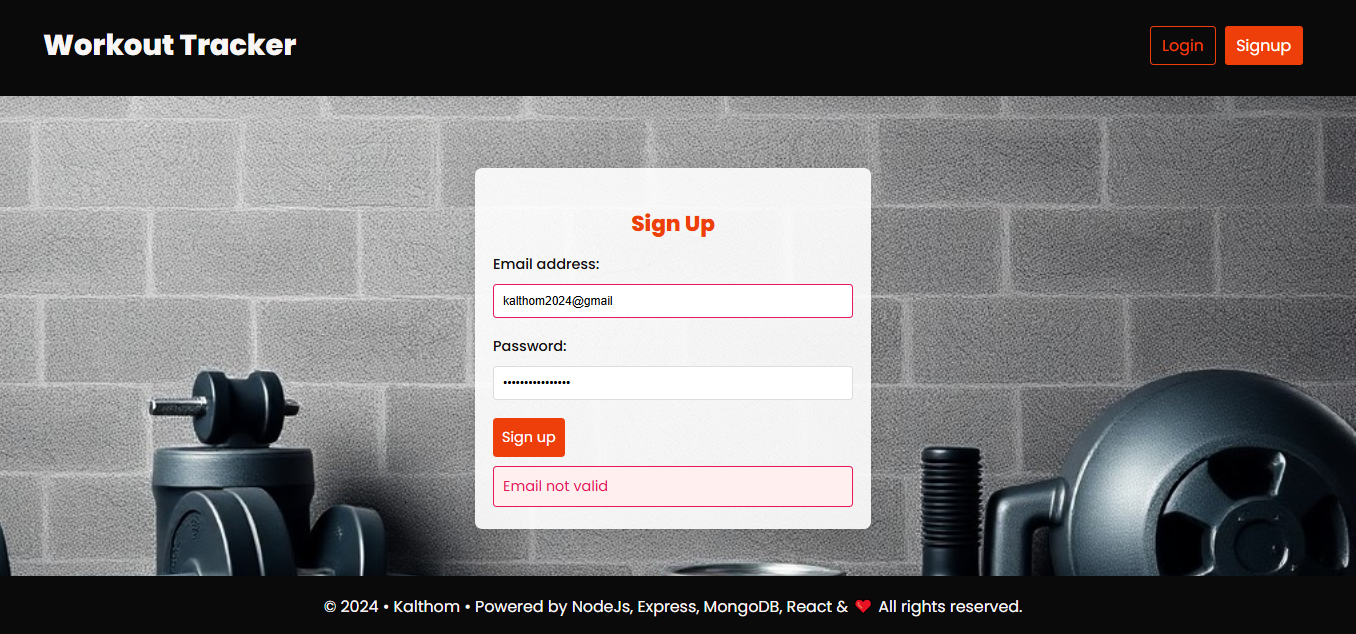 Workout Tracker
Login Signup
Sign Up
Email address:
kalthom2024@gmail
Password:
••••••••••••••••
Sign up
Email not valid
© 2024 • Kalthom • Powered by NodeJs, Express, MongoDB, React & ❤️ All rights reserved.